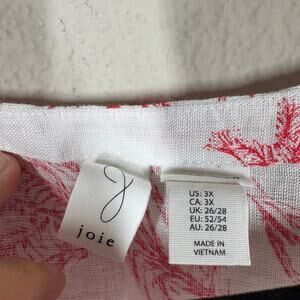 joie
US: 3X
CA: 3X
UK: 26/28
EU: 52/54
AU: 26/28
MADE IN
VIETNAM